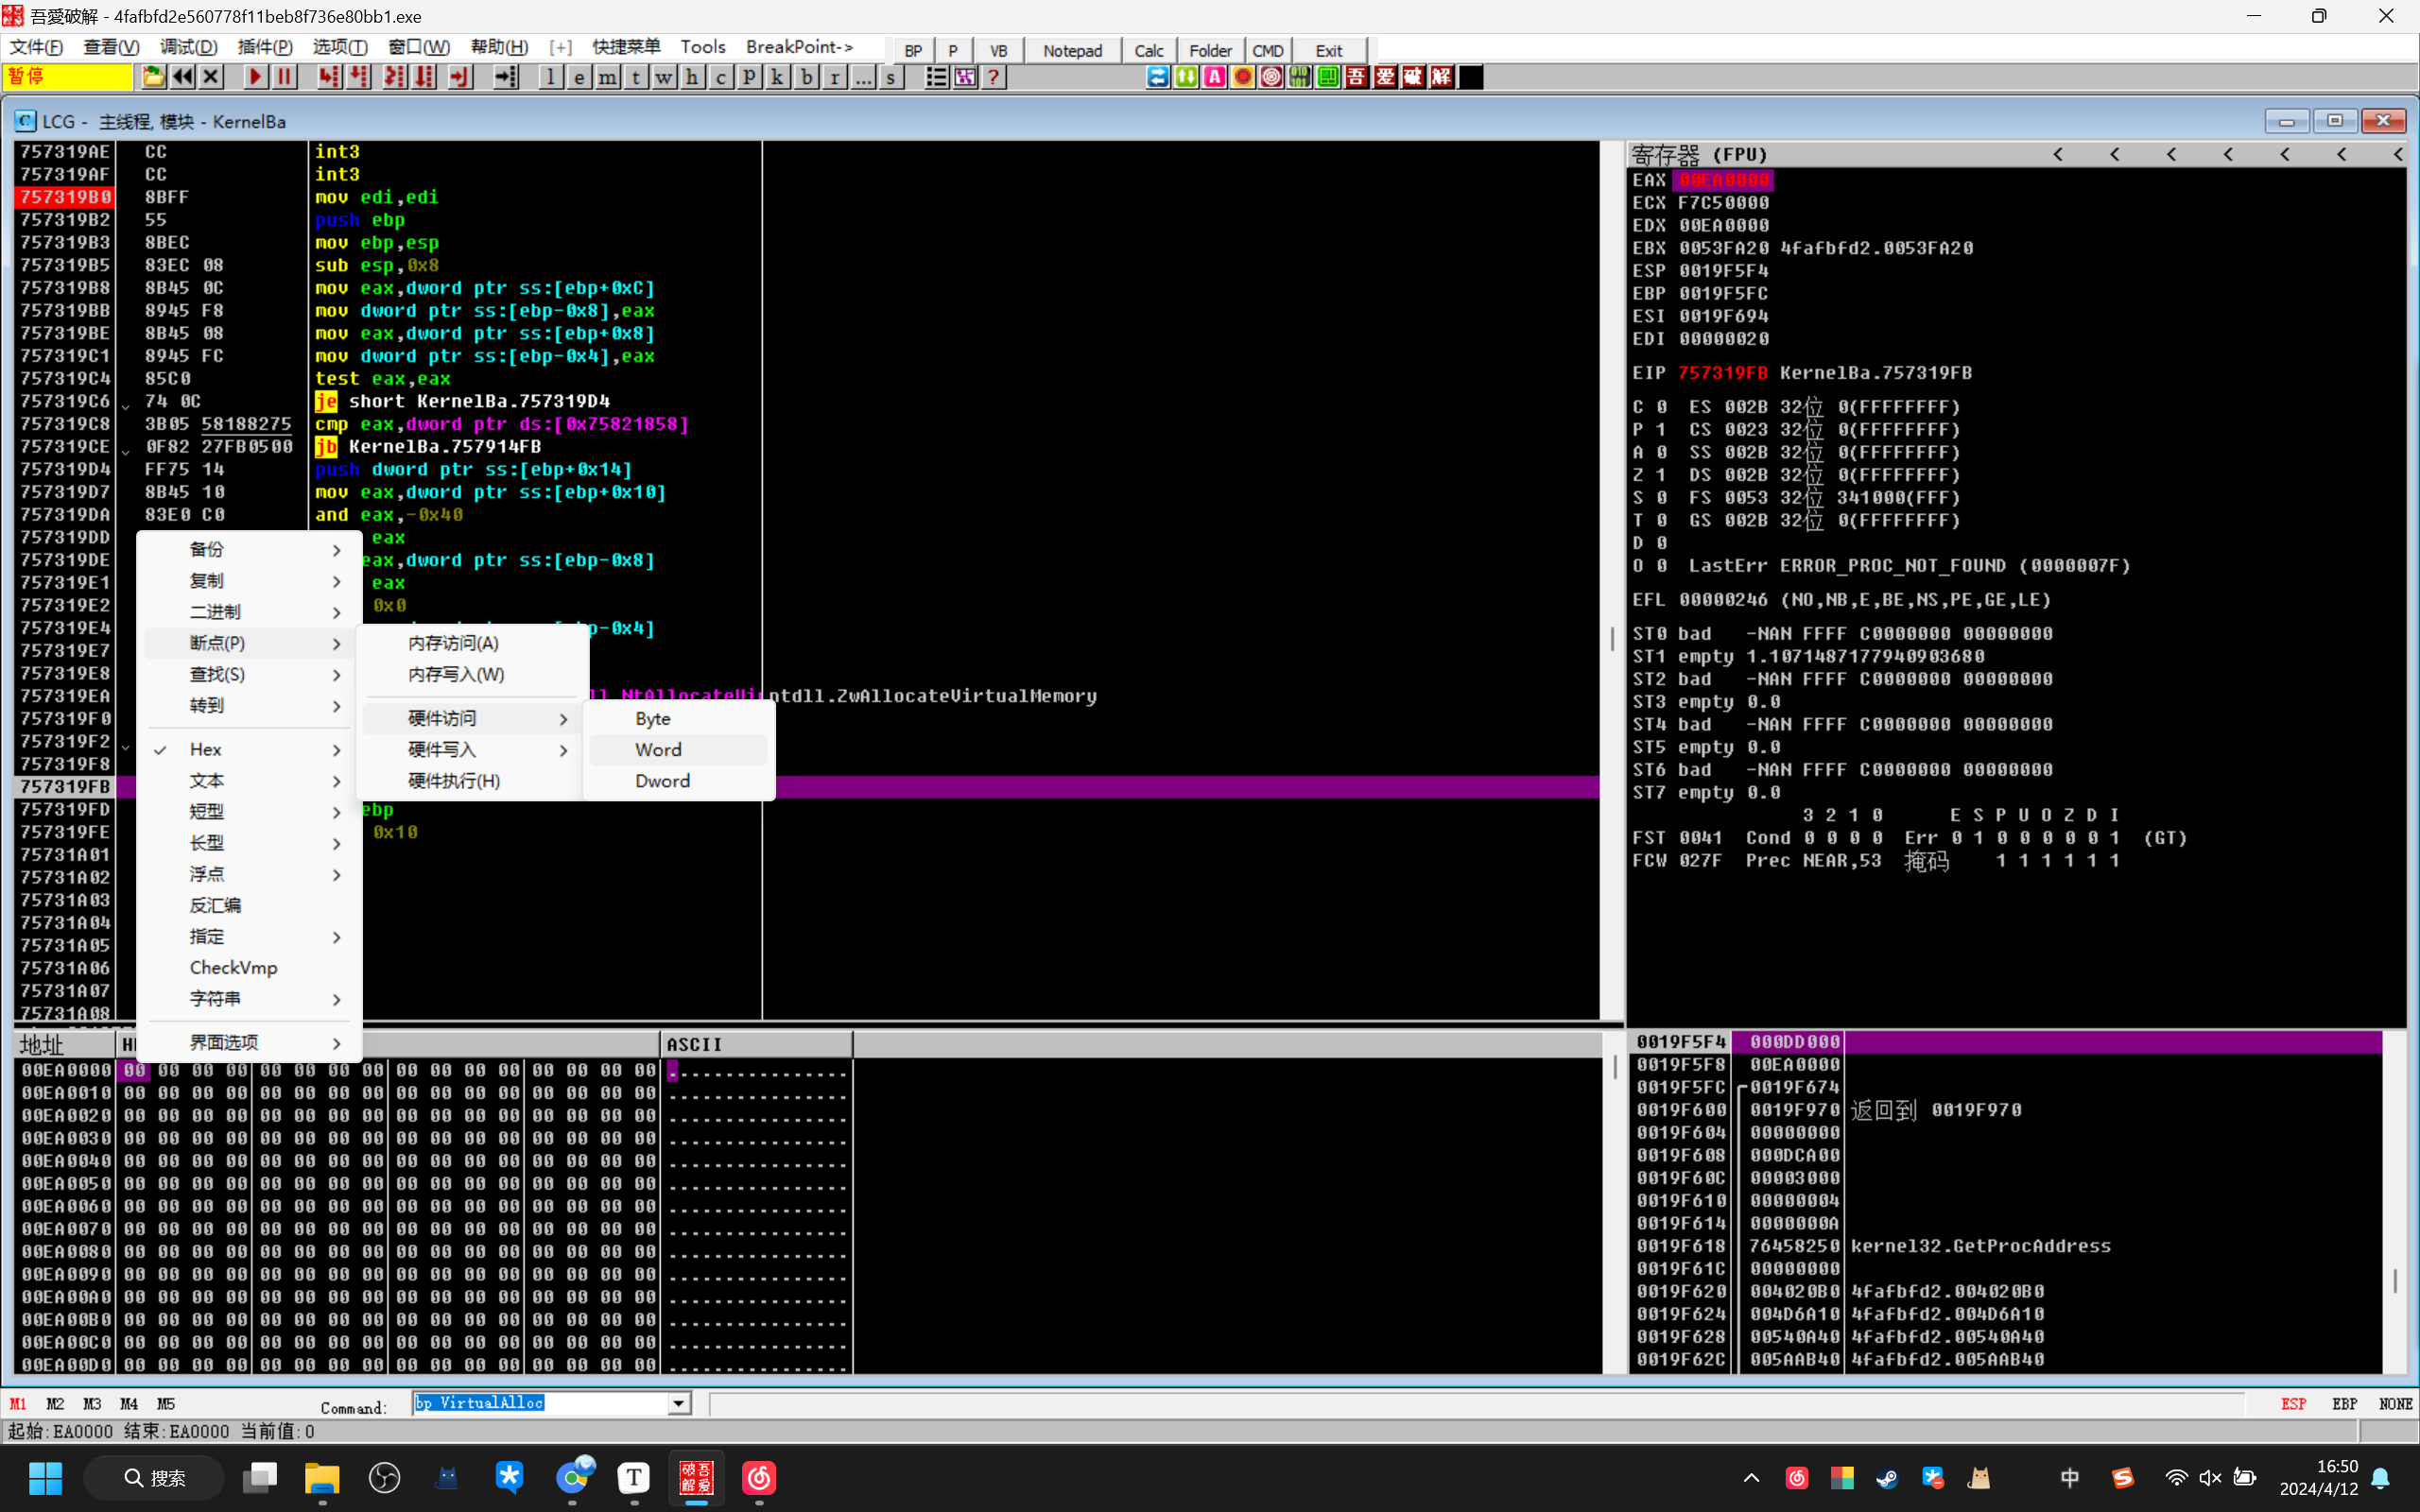 吾愛破解 - 4fafbfd2e560778f11beb8f736e80bb1.exe
文件(F) 查看(V) 调试(D) 插件(P) 选项(T) 窗口(W) 帮助(H) [+] 快捷菜单 Tools BreakPoint-> BP P VB Notepad Calc Folder CMD Exit
暂停 l e m t w h c p k b r ... s ? A 吾 爱 破 解
LCG - 主线程, 模块 - KernelBa
757319AE CC int3
757319AF CC int3
757319B0 8BFF mov edi,edi
757319B2 55 push ebp
757319B3 8BEC mov ebp,esp
757319B5 83EC 08 sub esp,0x8
757319B8 8B45 0C mov eax,dword ptr ss:[ebp+0xC]
757319BB 8945 F8 mov dword ptr ss:[ebp-0x8],eax
757319BE 8B45 08 mov eax,dword ptr ss:[ebp+0x8]
757319C1 8945 FC mov dword ptr ss:[ebp-0x4],eax
757319C4 85C0 test eax,eax
757319C6 74 0C je short KernelBa.757319D4
757319C8 3B05 58188275 cmp eax,dword ptr ds:[0x75821858]
757319CE 0F82 27FB0500 jb KernelBa.757914FB
757319D4 FF75 14 push dword ptr ss:[ebp+0x14]
757319D7 8B45 10 mov eax,dword ptr ss:[ebp+0x10]
757319DA 83E0 C0 and eax,-0x40
757319DD eax
757319DE eax,dword ptr ss:[ebp-0x8]
757319E1 eax
757319E2 0x0
757319E4 p-0x4]
757319E7
757319E8
757319EA ntdll.ZwAllocateVirtualMemory
757319F0
757319F2
757319F8
757319FB
757319FD ebp
757319FE 0x10
75731A01
75731A02
75731A03
75731A04
75731A05
75731A06
75731A07
75731A08
备份
复制
二进制
断点(P)
查找(S)
转到
Hex
文本
短型
长型
浮点
反汇编
指定
CheckVmp
字符串
界面选项
内存访问(A)
内存写入(W)
硬件访问
硬件写入
硬件执行(H)
Byte
Word
Dword
寄存器 (FPU) < < < < < < <
EAX 00EA0000
ECX F7C50000
EDX 00EA0000
EBX 0053FA20 4fafbfd2.0053FA20
ESP 0019F5F4
EBP 0019F5FC
ESI 0019F694
EDI 00000020
EIP 757319FB KernelBa.757319FB
C 0 ES 002B 32位 0(FFFFFFFF)
P 1 CS 0023 32位 0(FFFFFFFF)
A 0 SS 002B 32位 0(FFFFFFFF)
Z 1 DS 002B 32位 0(FFFFFFFF)
S 0 FS 0053 32位 341000(FFF)
T 0 GS 002B 32位 0(FFFFFFFF)
D 0
O 0 LastErr ERROR_PROC_NOT_FOUND (0000007F)
EFL 00000246 (NO,NB,E,BE,NS,PE,GE,LE)
ST0 bad -NAN FFFF C0000000 00000000
ST1 empty 1.1071487177940903680
ST2 bad -NAN FFFF C0000000 00000000
ST3 empty 0.0
ST4 bad -NAN FFFF C0000000 00000000
ST5 empty 0.0
ST6 bad -NAN FFFF C0000000 00000000
ST7 empty 0.0
3 2 1 0 E S P U O Z D I
FST 0041 Cond 0 0 0 0 Err 0 1 0 0 0 0 0 1 (GT)
FCW 027F Prec NEAR,53 掩码 1 1 1 1 1 1
地址 ASCII
00EA0000 00 00 00 00 00 00 00 00 00 00 00 00 00 00 00 00 ................
00EA0010 00 00 00 00 00 00 00 00 00 00 00 00 00 00 00 00 ................
00EA0020 00 00 00 00 00 00 00 00 00 00 00 00 00 00 00 00 ................
00EA0030 00 00 00 00 00 00 00 00 00 00 00 00 00 00 00 00 ................
00EA0040 00 00 00 00 00 00 00 00 00 00 00 00 00 00 00 00 ................
00EA0050 00 00 00 00 00 00 00 00 00 00 00 00 00 00 00 00 ................
00EA0060 00 00 00 00 00 00 00 00 00 00 00 00 00 00 00 00 ................
00EA0070 00 00 00 00 00 00 00 00 00 00 00 00 00 00 00 00 ................
00EA0080 00 00 00 00 00 00 00 00 00 00 00 00 00 00 00 00 ................
00EA0090 00 00 00 00 00 00 00 00 00 00 00 00 00 00 00 00 ................
00EA00A0 00 00 00 00 00 00 00 00 00 00 00 00 00 00 00 00 ................
00EA00B0 00 00 00 00 00 00 00 00 00 00 00 00 00 00 00 00 ................
00EA00C0 00 00 00 00 00 00 00 00 00 00 00 00 00 00 00 00 ................
00EA00D0 00 00 00 00 00 00 00 00 00 00 00 00 00 00 00 00 ................
0019F5F4 000DD000
0019F5F8 00EA0000
0019F5FC 0019F674
0019F600 0019F970 返回到 0019F970
0019F604 00000000
0019F608 000DCA00
0019F60C 00003000
0019F610 00000004
0019F614 0000000A
0019F618 76458250 kernel32.GetProcAddress
0019F61C 00000000
0019F620 004020B0 4fafbfd2.004020B0
0019F624 004D6A10 4fafbfd2.004D6A10
0019F628 00540A40 4fafbfd2.00540A40
0019F62C 005AAB40 4fafbfd2.005AAB40
M1 M2 M3 M4 M5 Command: bp VirtualAlloc ESP EBP NONE
起始:EA0000 结束:EA0000 当前值:0
搜索 T 吾爱破解 中 S 16:50
2024/4/12